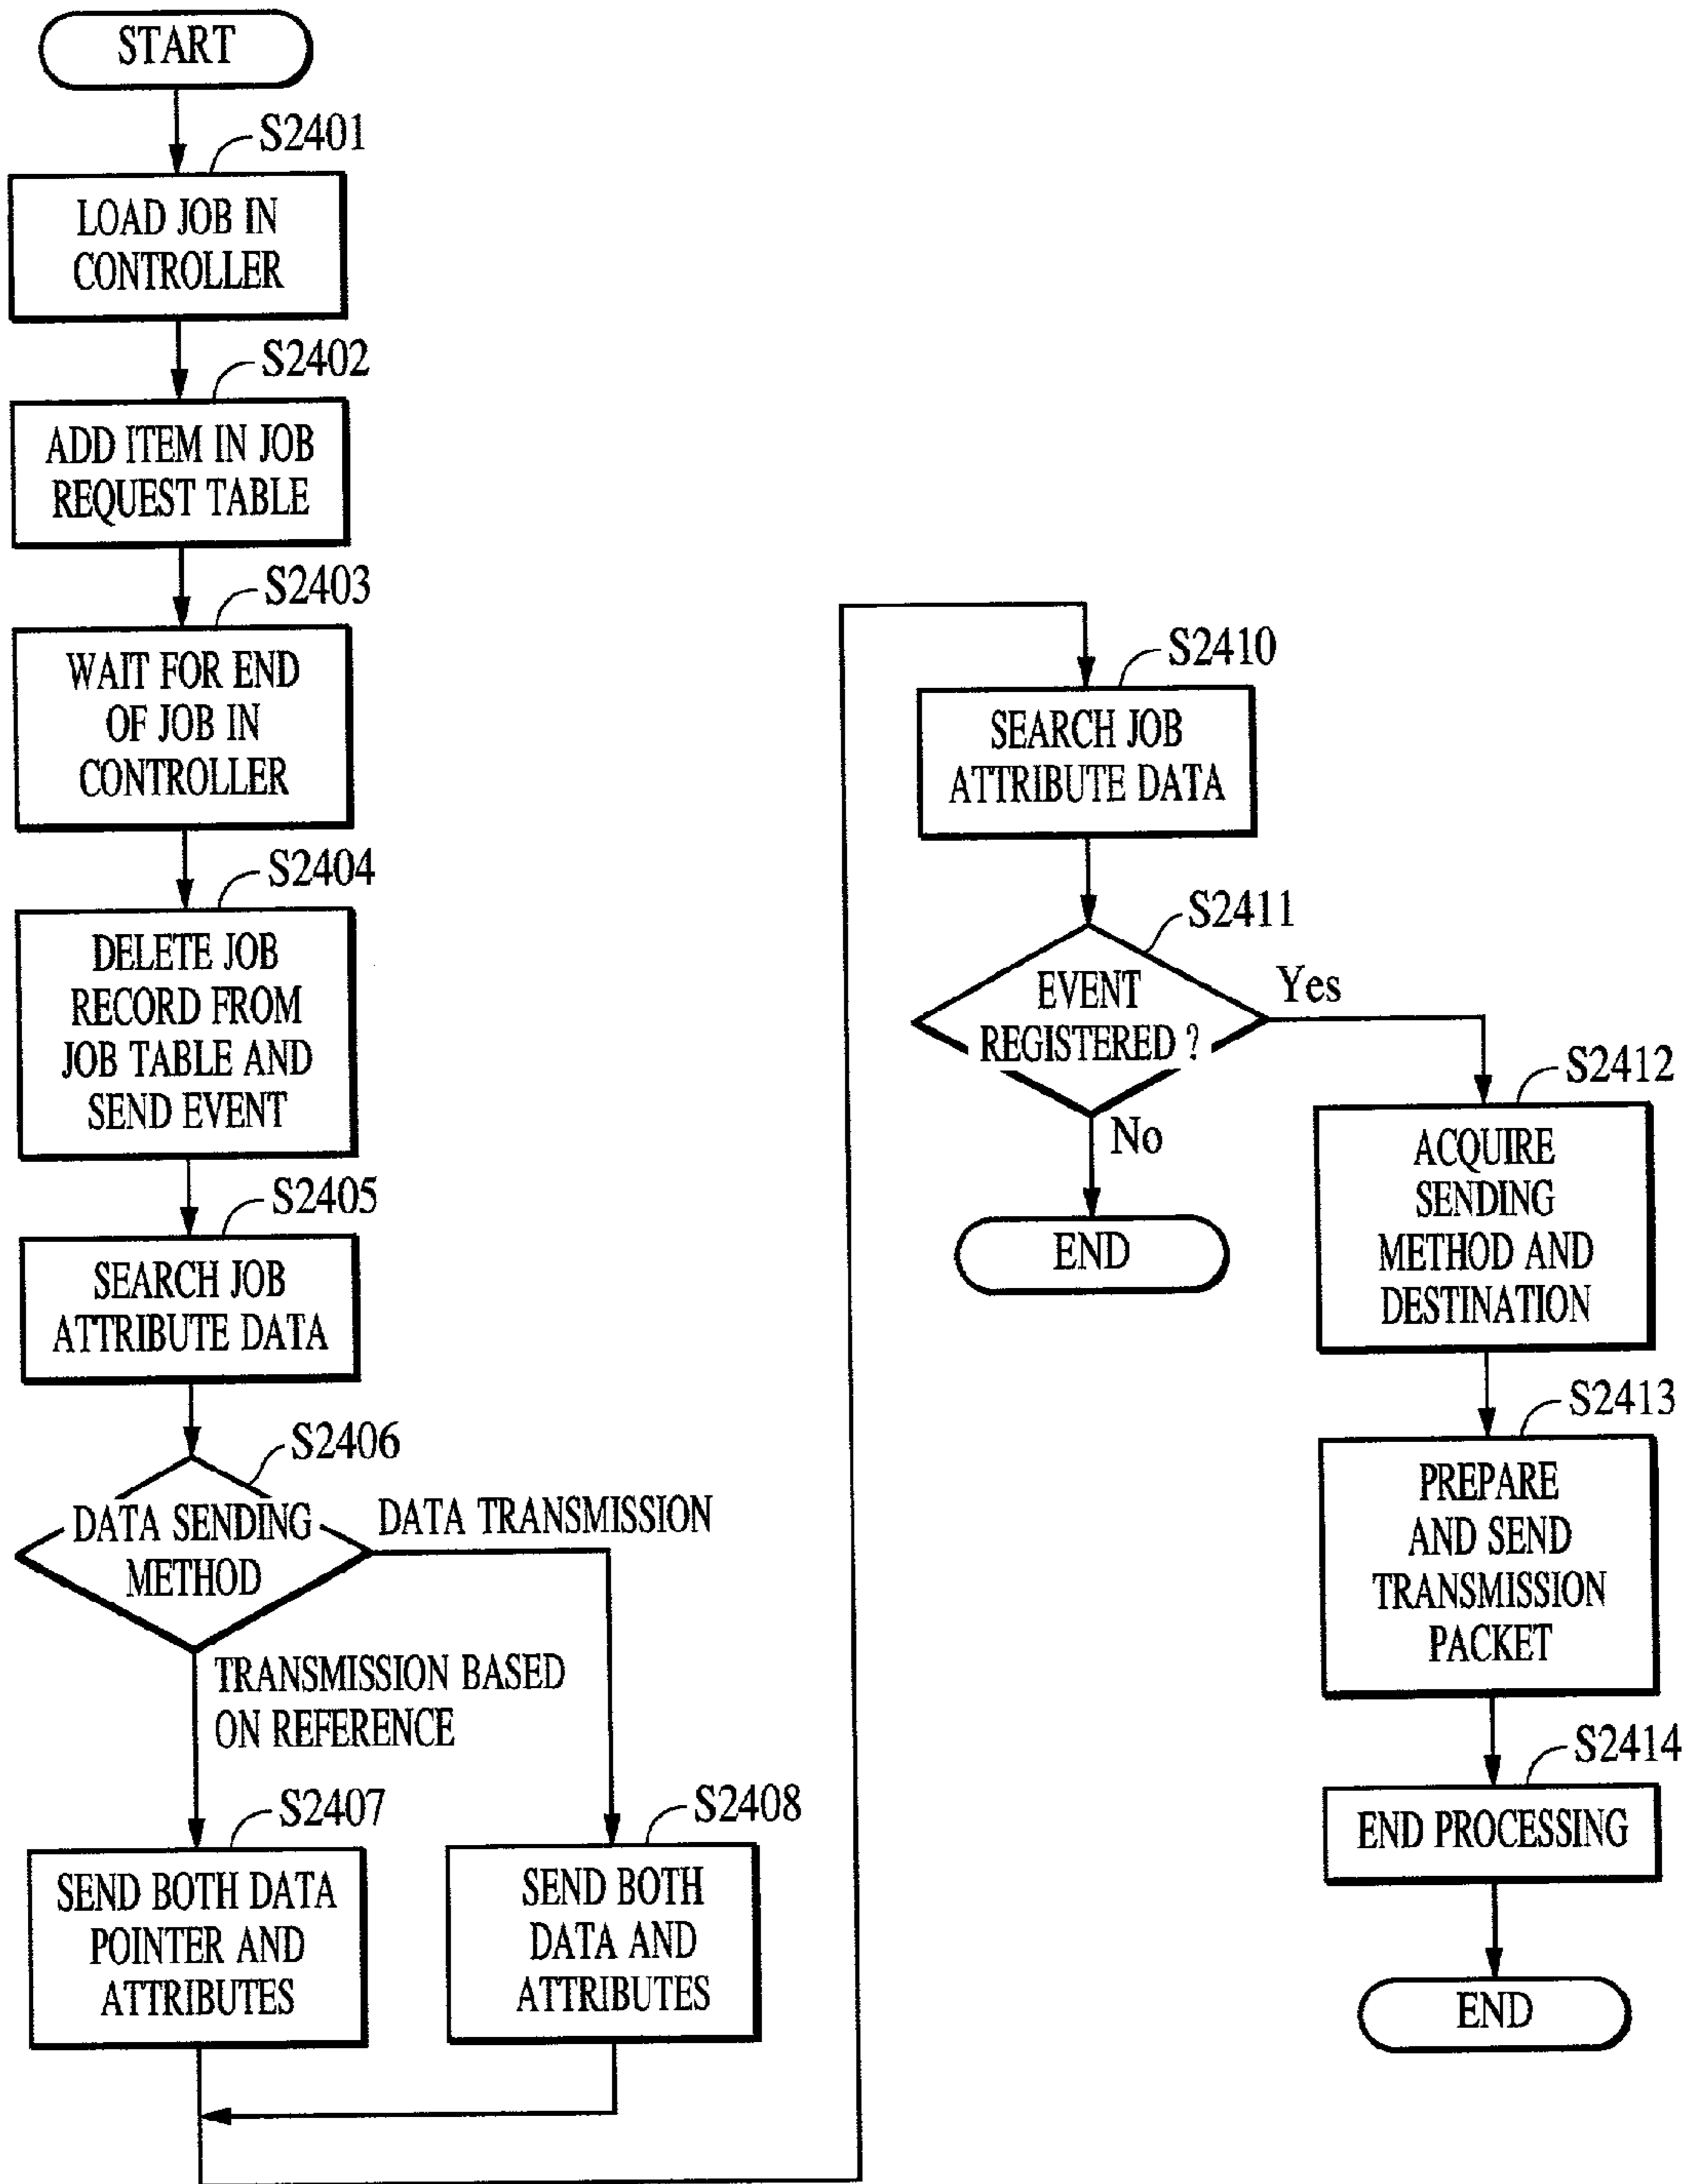 START
S2401
LOAD JOB IN
CONTROLLER
S2402
ADD ITEM IN JOB
REQUEST TABLE
S2403
WAIT FOR END
OF JOB IN
CONTROLLER
S2404
DELETE JOB
RECORD FROM
JOB TABLE AND
SEND EVENT
S2405
SEARCH JOB
ATTRIBUTE DATA
S2406
DATA SENDING
METHOD
DATA TRANSMISSION
TRANSMISSION BASED
ON REFERENCE
S2407
SEND BOTH DATA
POINTER AND
ATTRIBUTES
S2408
SEND BOTH
DATA AND
ATTRIBUTES
S2410
SEARCH JOB
ATTRIBUTE DATA
S2411
EVENT
REGISTERED ?
Yes
No
END
S2412
ACQUIRE
SENDING
METHOD AND
DESTINATION
S2413
PREPARE
AND SEND
TRANSMISSION
PACKET
S2414
END PROCESSING
END